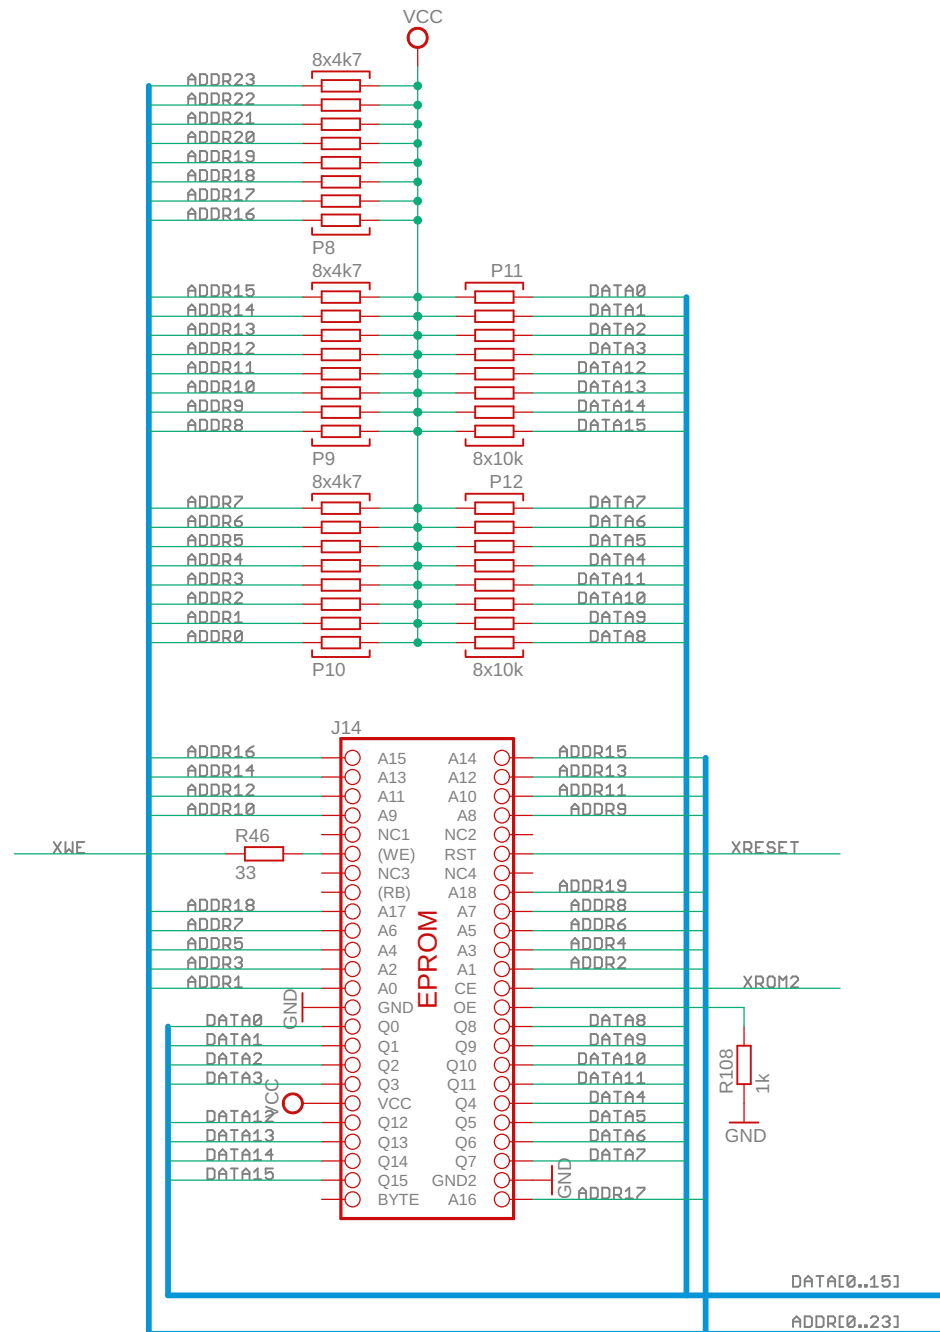 VCC
8x4k7
ADDR23
ADDR22
ADDR21
ADDR20
ADDR19
ADDR18
ADDR17
ADDR16
P8
8x4k7 P11
ADDR15 DATA0
ADDR14 DATA1
ADDR13 DATA2
ADDR12 DATA3
ADDR11 DATA12
ADDR10 DATA13
ADDR9 DATA14
ADDR8 DATA15
P9 8x10k
8x4k7 P12
ADDR7 DATA7
ADDR6 DATA6
ADDR5 DATA5
ADDR4 DATA4
ADDR3 DATA11
ADDR2 DATA10
ADDR1 DATA9
ADDR0 DATA8
P10 8x10k
J14
ADDR16 A15 A14 ADDR15
ADDR14 A13 A12 ADDR13
ADDR12 A11 A10 ADDR11
ADDR10 A9 A8 ADDR9
R46 NC1 NC2
XWE (WE) RST XRESET
33 NC3 NC4
(RB) A18 ADDR19
ADDR18 A17 A7 ADDR8
ADDR7 A6 A5 ADDR6
ADDR5 A4 A3 ADDR4
ADDR3 A2 A1 ADDR2
ADDR1 A0 CE XROM2
GND GND OE
EPROM
DATA0 Q0 Q8 DATA8
DATA1 Q1 Q9 DATA9
DATA2 Q2 Q10 DATA10
DATA3 Q3 Q11 DATA11
R108 1k
VCC VCC Q4 DATA4
DATA12 Q12 Q5 DATA5
DATA13 Q13 Q6 DATA6
GND
DATA14 Q14 Q7 DATA7
DATA15 Q15 GND2 GND
BYTE A16 ADDR17
DATA[0..15]
ADDR[0..23]